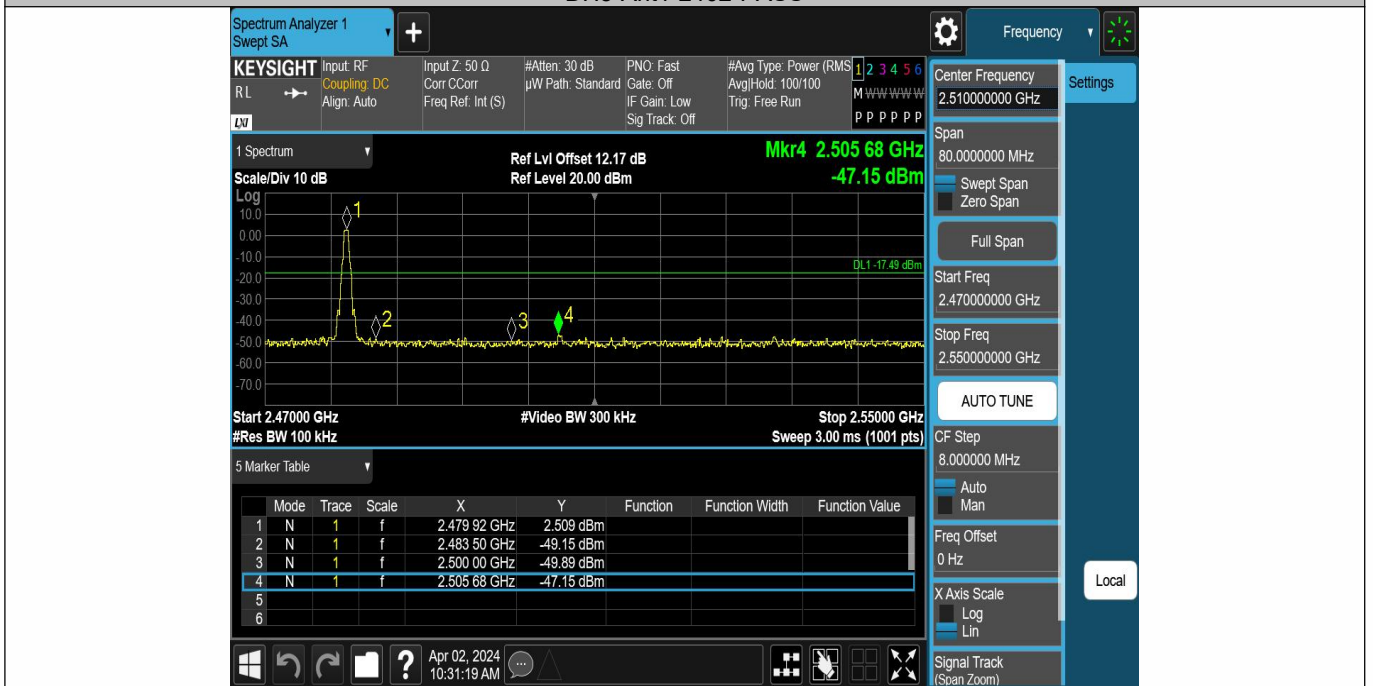 Spectrum Analyzer 1
Swept SA
+
Frequency
KEYSIGHT
RL
LXI
Input: RF
Coupling: DC
Align: Auto
Input Z: 50 Ω
Corr CCorr
Freq Ref: Int (S)
#Atten: 30 dB
µW Path: Standard
PNO: Fast
Gate: Off
IF Gain: Low
Sig Track: Off
#Avg Type: Power (RMS
Avg|Hold: 100/100
Trig: Free Run
1 2 3 4 5 6
M W W W W W
P P P P P P
Center Frequency
2.510000000 GHz
Settings
Span
80.0000000 MHz
Swept Span
Zero Span
Full Span
Start Freq
2.470000000 GHz
Stop Freq
2.550000000 GHz
AUTO TUNE
CF Step
8.000000 MHz
Auto
Man
Freq Offset
0 Hz
X Axis Scale
Log
Lin
Signal Track
(Span Zoom)
Local
1 Spectrum
Scale/Div 10 dB
Ref Lvl Offset 12.17 dB
Ref Level 20.00 dBm
Mkr4 2.505 68 GHz
-47.15 dBm
Log
10.0
0.00
-10.0
-20.0
-30.0
-40.0
-50.0
-60.0
-70.0
1
2
3
4
DL1 -17.49 dBm
Start 2.47000 GHz
#Video BW 300 kHz
Stop 2.55000 GHz
#Res BW 100 kHz
Sweep 3.00 ms (1001 pts)
5 Marker Table
Mode Trace Scale X Y Function Function Width Function Value
1 N 1 f 2.479 92 GHz 2.509 dBm
2 N 1 f 2.483 50 GHz -49.15 dBm
3 N 1 f 2.500 00 GHz -49.89 dBm
4 N 1 f 2.505 68 GHz -47.15 dBm
5
6
?
Apr 02, 2024
10:31:19 AM